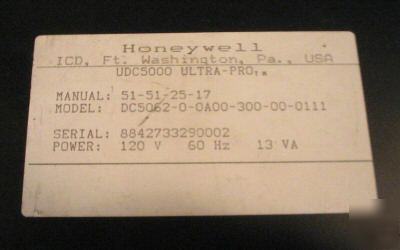 Honeywell
ICD, Ft. Washington, Pa., USA
UDC5000 ULTRA-PRO™
MANUAL: 51-51-25-17
MODEL: DC5062-0-0A00-300-00-0111
SERIAL: 8842733290002
POWER: 120 V 60 Hz 13 VA